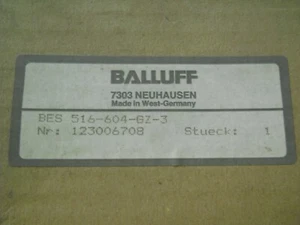 BALLUFF
7303 NEUHAUSEN
Made in West-Germany
BES 516-604-GZ-3
Nr: 123006708 Stueck: 1